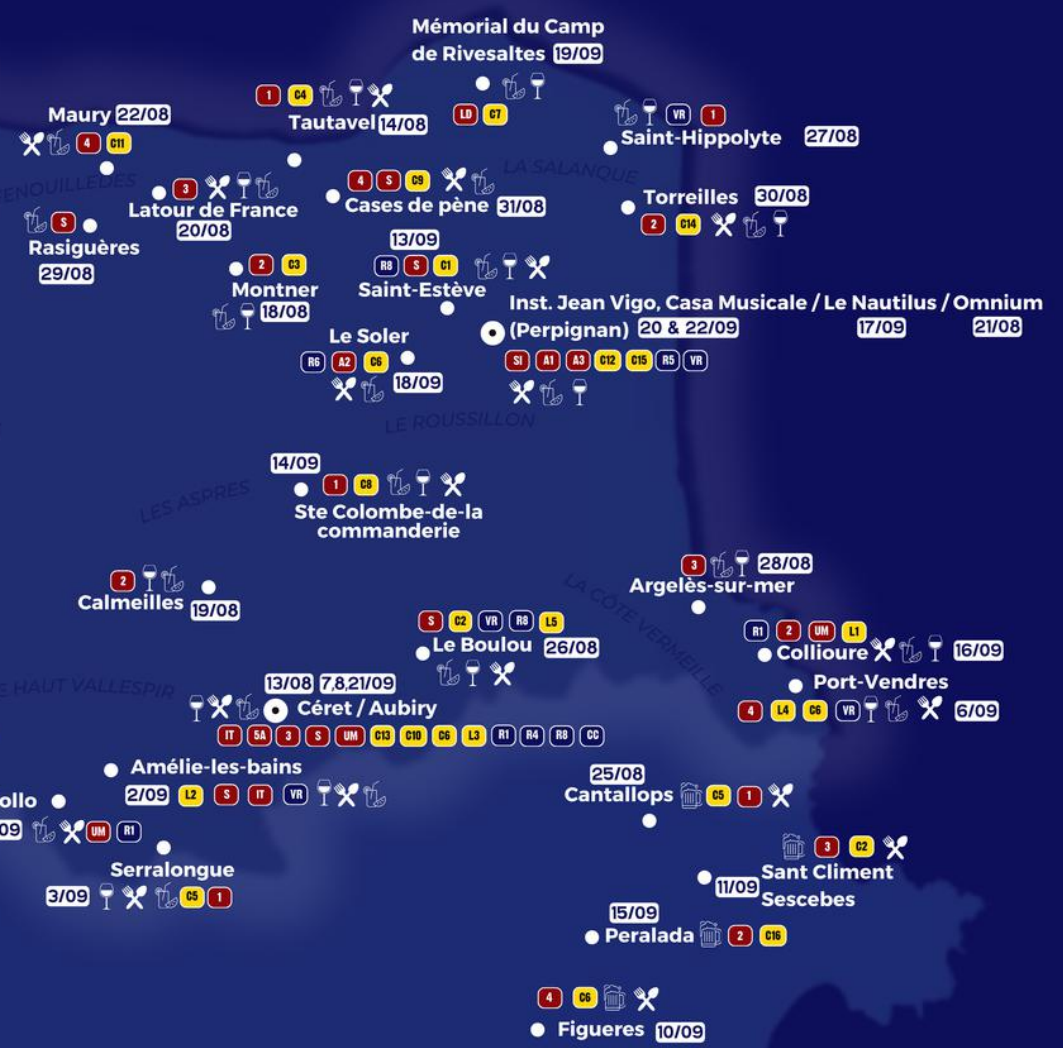 Mémorial du Camp
de Rivesaltes 19/09
LD C7
1 C4
Tautavel 14/08
Maury 22/08
4 C11
VR 1
Saint-Hippolyte 27/08
LA SALANQUE
3
Latour de France
20/08
4 S C9
Cases de pène 31/08
Torreilles 30/08
2 C14
S
Rasiguères
29/08
2 C3
Montner
18/08
13/09
R8 S C1
Saint-Estève
Inst. Jean Vigo, Casa Musicale / Le Nautilus / Omnium
(Perpignan) 20 & 22/09 17/09 21/08
SI A1 A3 C12 C15 R5 VR
Le Soler
R6 A2 C6
18/09
LE ROUSSILLON
14/09
1 C8
Ste Colombe-de-la
commanderie
LES ASPRES
2
Calmeilles 19/08
3 28/08
Argelès-sur-mer
LA CÔTE VERMEILLE
S C2 VR R8 L5
Le Boulou 26/08
R1 2 UM L1
Collioure 16/09
Port-Vendres
4 L4 C6 VR 6/09
HAUT VALLESPIR
13/08 7,8,21/09
Céret / Aubiry
IT 5A 3 S UM C13 C10 C6 L3 R1 R4 R8 CC
Amélie-les-bains
2/09 L2 S IT VR
ollo
09 UM R1
Serralongue
3/09 C5 1
25/08
Cantallops C5 1
3 C2
Sant Climent
11/09 Sescebes
15/09
Peralada 2 C16
4 C6
Figueres 10/09